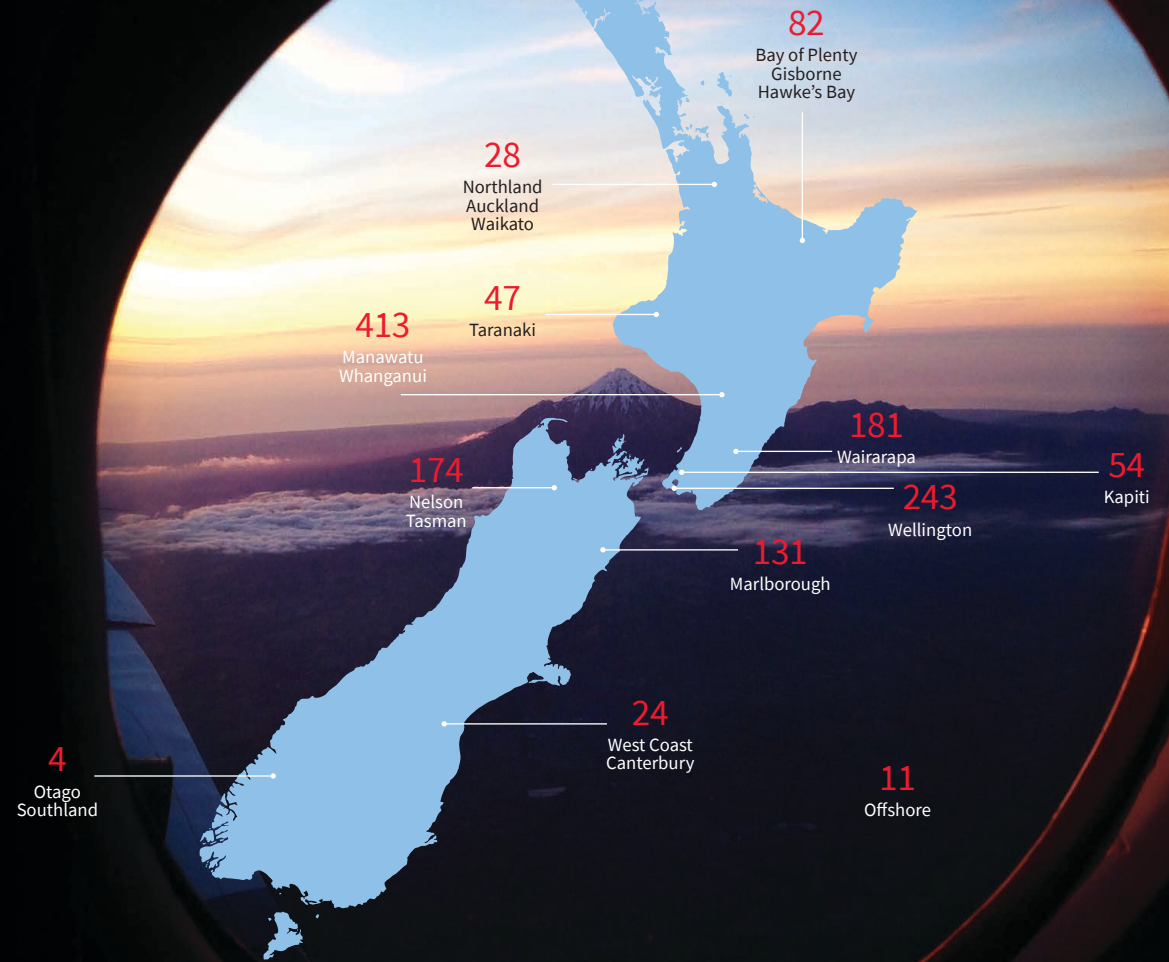 82
Bay of Plenty
Gisborne
Hawke's Bay
28
Northland
Auckland
Waikato
47
Taranaki
413
Manawatu
Whanganui
181
Wairarapa
54
Kapiti
243
Wellington
174
Nelson
Tasman
131
Marlborough
24
West Coast
Canterbury
4
Otago
Southland
11
Offshore